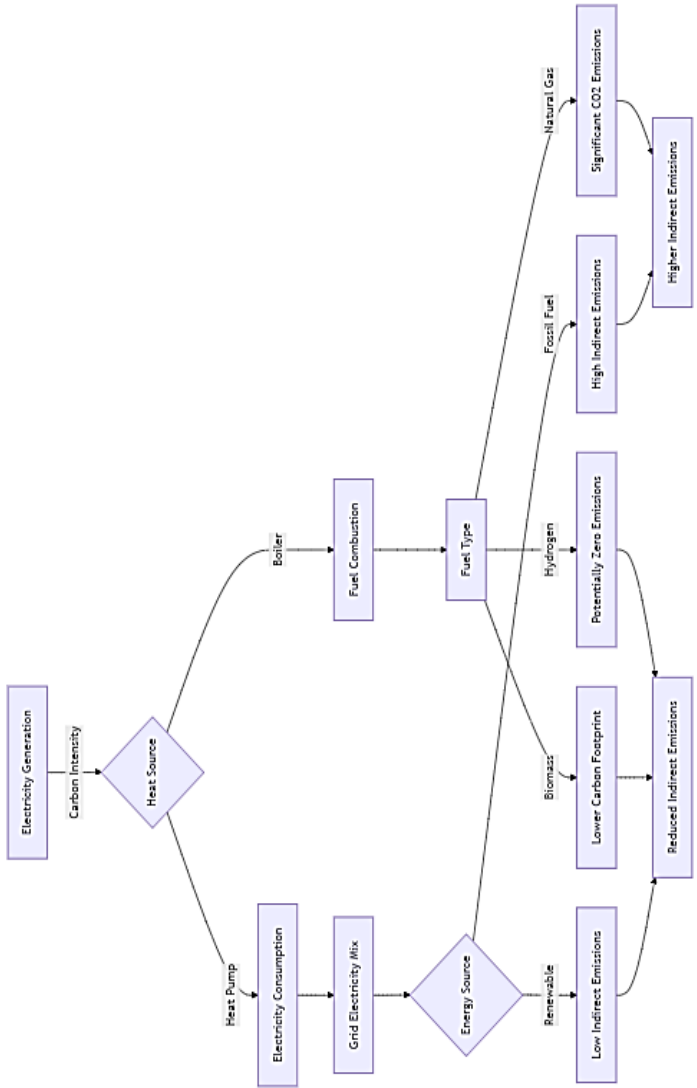 Electricity Generation
Carbon Intensity
Heat Source
Heat Pump
Boiler
Electricity Consumption
Fuel Combustion
Grid Electricity Mix
Energy Source
Fuel Type
Renewable
Biomass
Hydrogen
Fossil Fuel
Natural Gas
Low Indirect Emissions
Lower Carbon Footprint
Potentially Zero Emissions
High Indirect Emissions
Significant CO2 Emissions
Reduced Indirect Emissions
Higher Indirect Emissions